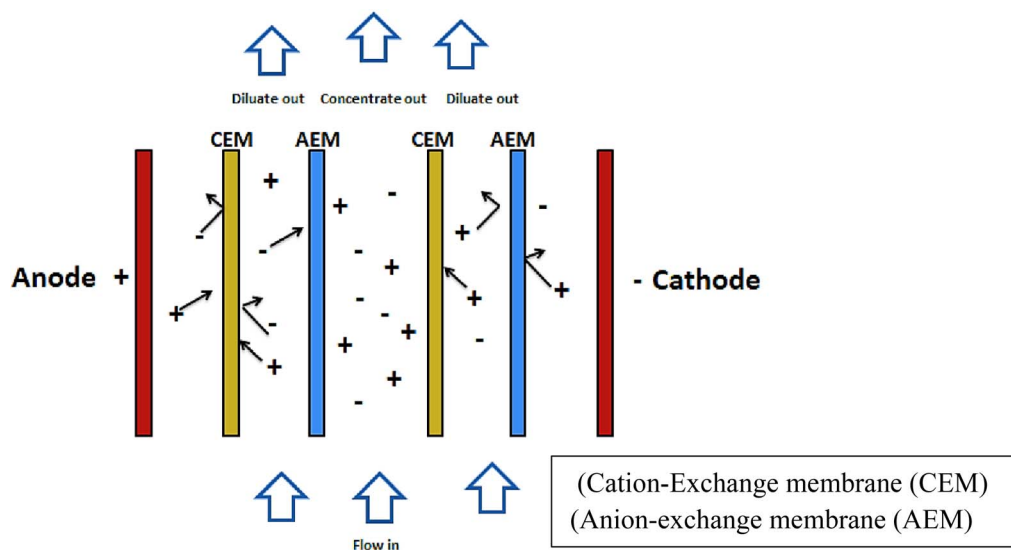 Diluate out Concentrate out Diluate out
CEM AEM CEM AEM
Anode + - Cathode
Flow in
(Cation-Exchange membrane (CEM)
(Anion-exchange membrane (AEM)